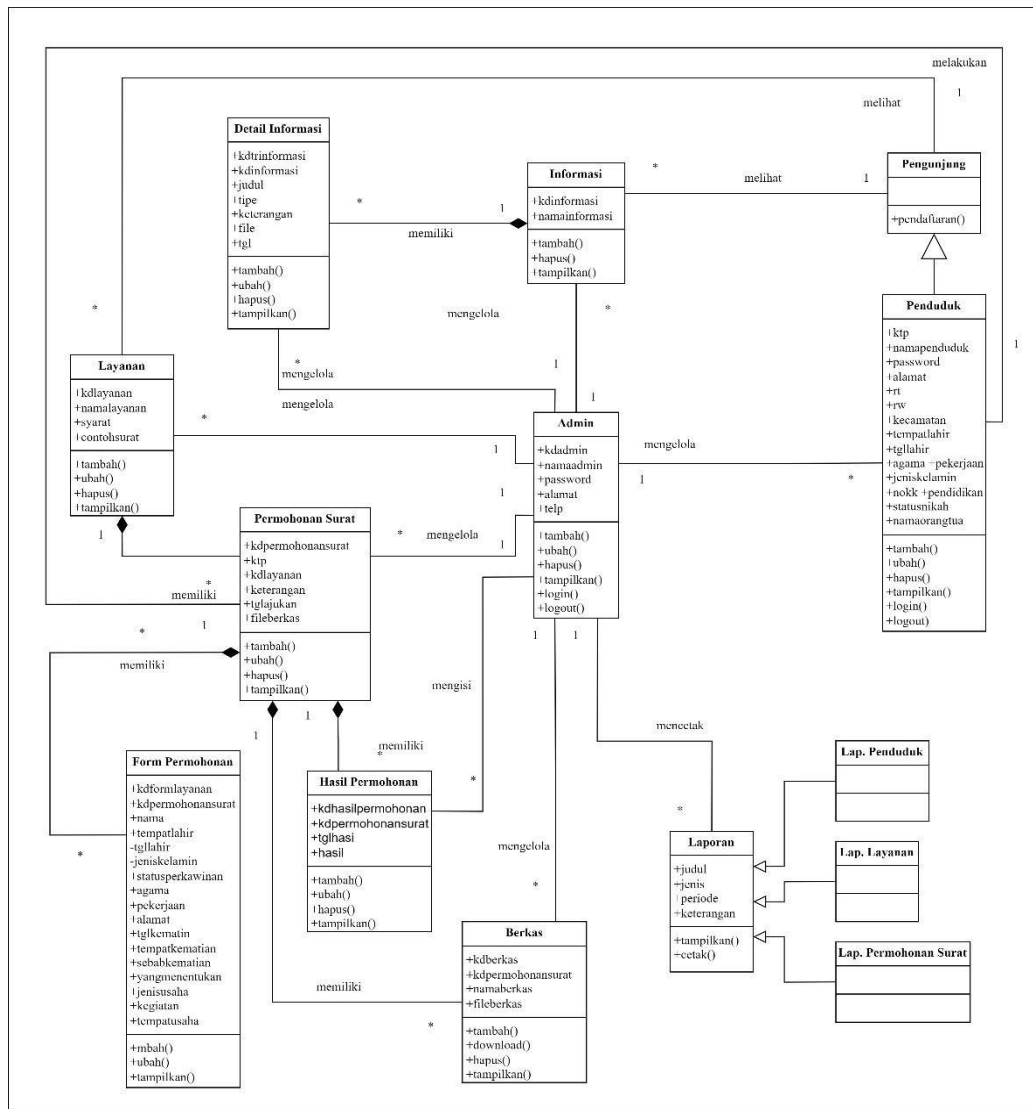 melakukan
1
melihat
1
Detail Informasi
+kdtrinformasi
+kdinformasi
+judul
+tipe
+keterangan
+file
+tgl
+tambah()
+ubah()
+hapus()
+tampilkan()
*
memiliki
1
Informasi
+kdinformasi
+namainformasi
+tambah()
+hapus()
+tampilkan()
*
melihat
1
Pengunjung
+pendaftaran()
Penduduk
+ktp
+namapenduduk
+password
+alamat
+rt
+rw
+kecamatan
+tempatlahir
+tgllahir
+agama +pekerjaan
+jeniskelamin
+nokk +pendidikan
+statusnikah
+namaorangtua
+tambah()
+ubah()
+hapus()
+tampilkan()
+login()
+logout)
1
*
mengelola
*
*
mengelola
1
1
*
Layanan
+kdlayanan
+namalayanan
+syarat
+contohsurat
+tambah()
+ubah()
+hapus()
+tampilkan()
mengelola
*
1
Admin
+kdadmin
+namaadmin
+password
+alamat
+telp
+tambah()
+ubah()
+hapus()
+tampilkan()
+login()
+logout()
mengelola
1
*
1
Permohonan Surat
+kdpermohonansurat
+ktp
+kdlayanan
+keterangan
+tglajukan
+fileberkas
+tambah()
+ubah()
+hapus()
+tampilkan()
*
mengelola
1
1
*
memiliki
1
*
memiliki
1
1
1
1
mengisi
mencetak
*
memiliki
*
*
*
Form Permohonan
+kdformlayanan
+kdpermohonansurat
+nama
+tempatlahir
-tgllahir
-jeniskelamin
+statusperkawinan
+agama
+pekerjaan
+alamat
+tglkematin
+tempatkematian
+sebabkematian
+yangmenentukan
+jenisusaha
+kegiatan
+tempatusaha
+mbah()
+ubah()
+tampilkan()
Hasil Permohonan
+kdhasilpermohonan
+kdpermohonansurat
+tglhasi
+hasil
+tambah()
+ubah()
+hapus()
+tampilkan()
mengelola
*
memiliki
*
Berkas
+kdberkas
+kdpermohonansurat
+namaberkas
+fileberkas
+tambah()
+download()
+hapus()
+tampilkan()
Laporan
+judul
+jenis
+periode
+keterangan
+tampilkan()
+cetak()
Lap. Penduduk
Lap. Layanan
Lap. Permohonan Surat